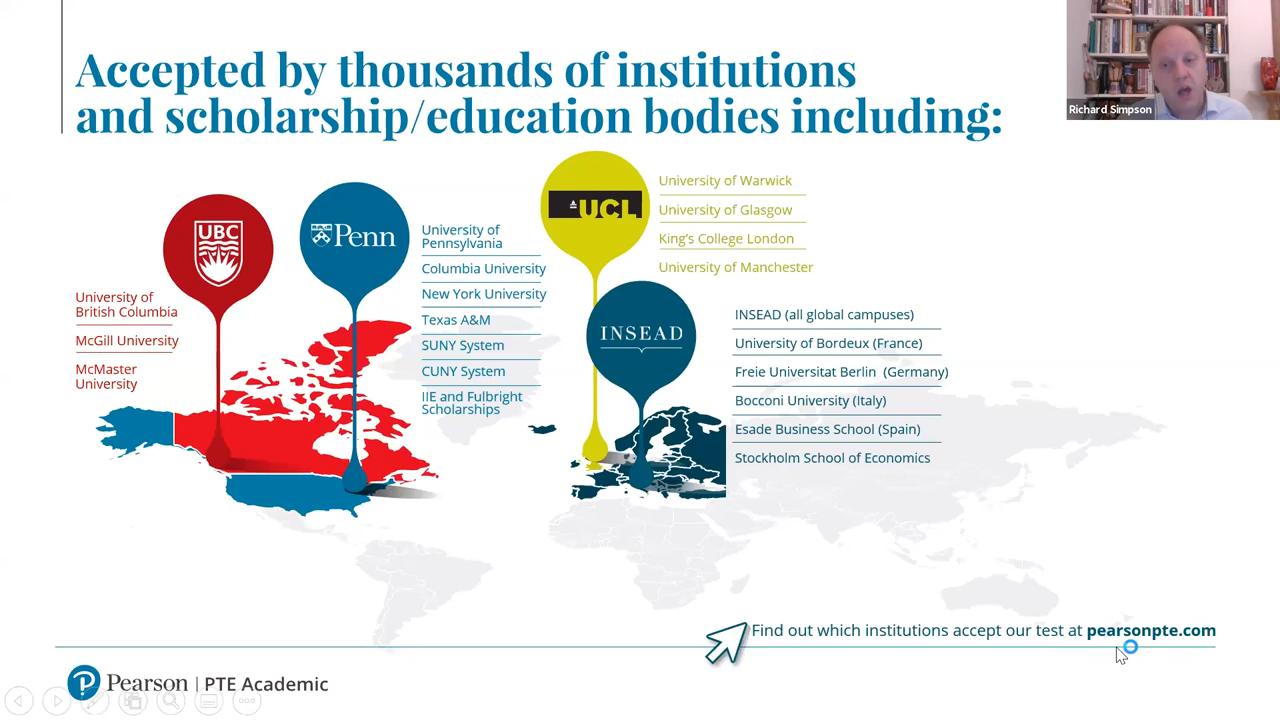 Accepted by thousands of institutions
and scholarship/education bodies including:
Richard Simpson
UBC
University of
British Columbia
McGill University
McMaster
University
Penn
University of
Pennsylvania
Columbia University
New York University
Texas A&M
SUNY System
CUNY System
IIE and Fulbright
Scholarships
UCL
University of Warwick
University of Glasgow
King's College London
University of Manchester
INSEAD
INSEAD (all global campuses)
University of Bordeux (France)
Freie Universitat Berlin (Germany)
Bocconi University (Italy)
Esade Business School (Spain)
Stockholm School of Economics
Find out which institutions accept our test at pearsonpte.com
P Pearson | PTE Academic